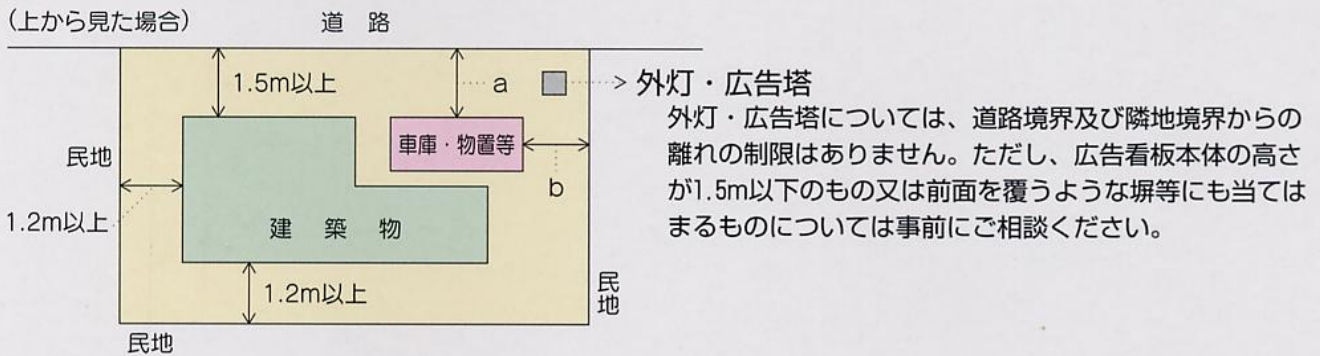 (上から見た場合)
道 路
1.5m以上
a
外灯・広告塔
外灯・広告塔については、道路境界及び隣地境界からの
離れの制限はありません。ただし、広告看板本体の高さ
が1.5m以下のもの又は前面を覆うような塀等にも当ては
まるものについては事前にご相談ください。
車庫・物置等
民地
b
1.2m以上
建 築 物
1.2m以上
民地
民地